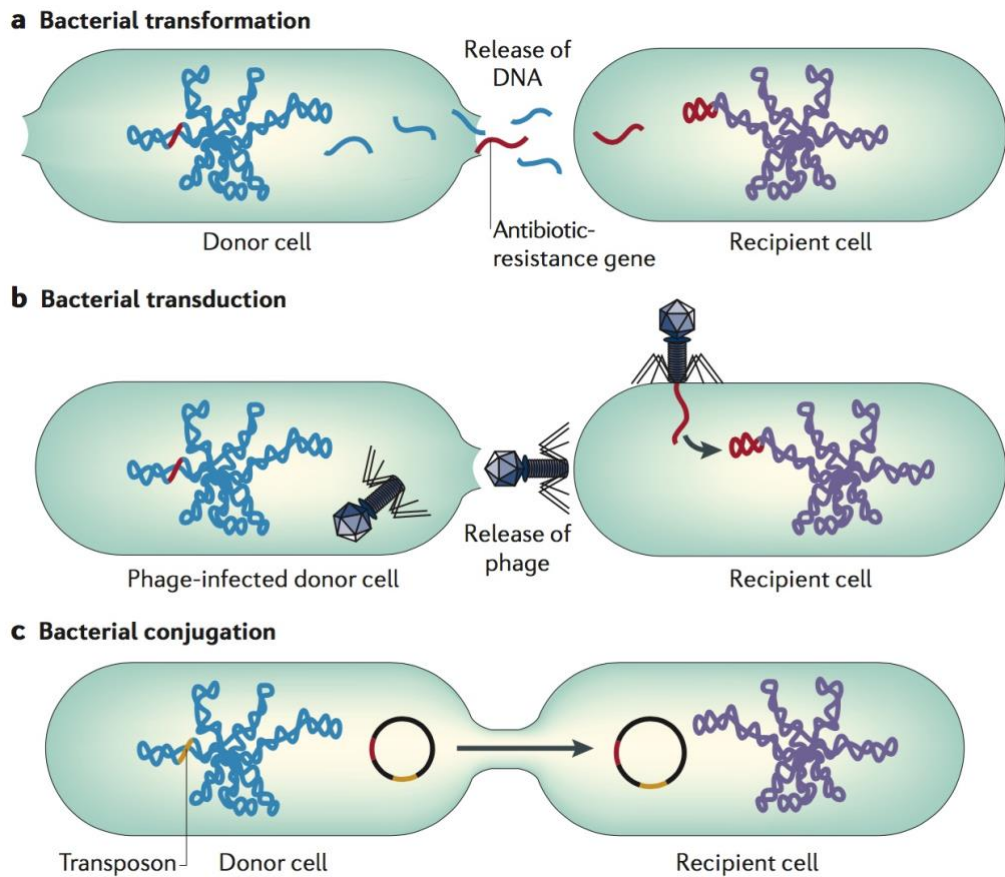 a Bacterial transformation
Release of
DNA
Donor cell
Antibiotic-
resistance gene
Recipient cell
b Bacterial transduction
Phage-infected donor cell
Release of
phage
Recipient cell
c Bacterial conjugation
Transposon
Donor cell
Recipient cell